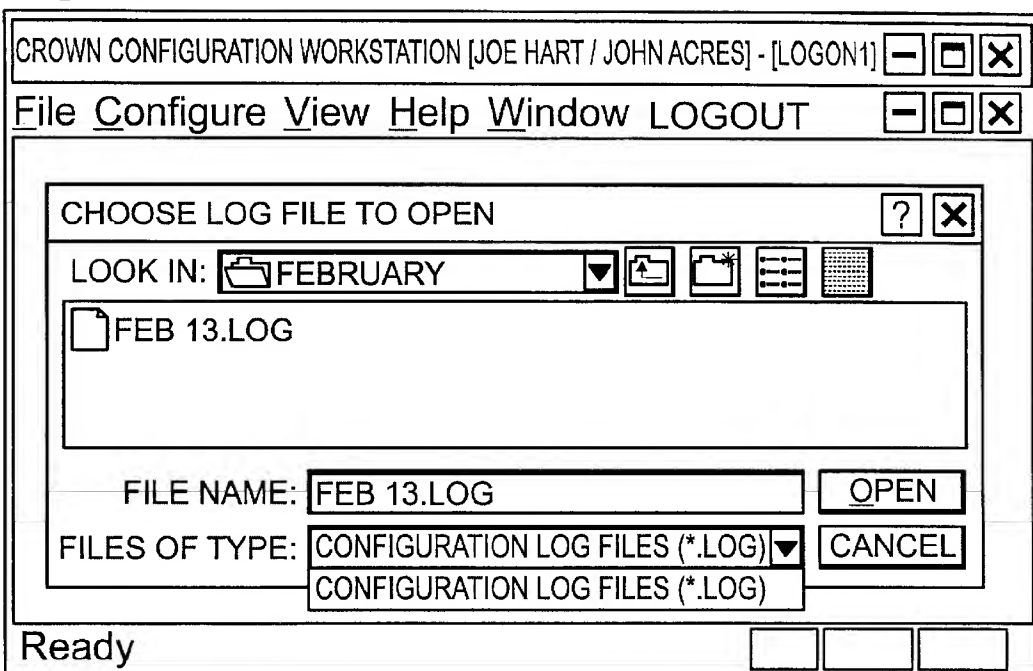 CROWN CONFIGURATION WORKSTATION [JOE HART / JOHN ACRES] - [LOGON1]
File Configure View Help Window LOGOUT
CHOOSE LOG FILE TO OPEN ?
LOOK IN: FEBRUARY
FEB 13.LOG
FILE NAME: FEB 13.LOG OPEN
FILES OF TYPE: CONFIGURATION LOG FILES (*.LOG) CANCEL
CONFIGURATION LOG FILES (*.LOG)
Ready